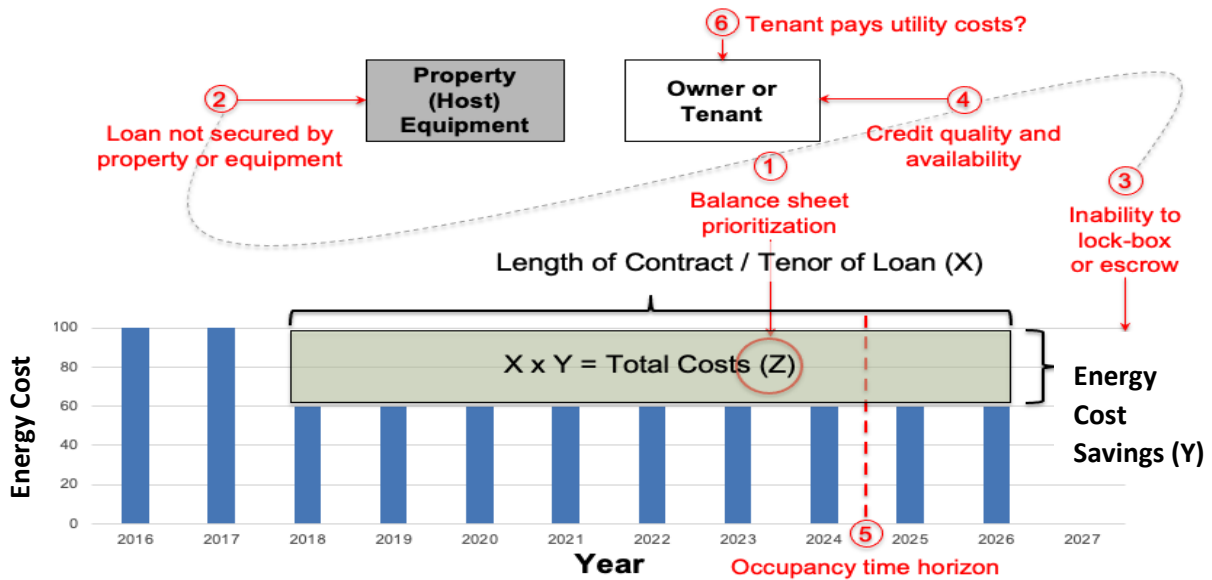 6 Tenant pays utility costs?
Property
(Host)
Equipment
Owner or
Tenant
2
Loan not secured by
property or equipment
4
Credit quality and
availability
1
Balance sheet
prioritization
3
Inability to
lock-box
or escrow
Length of Contract / Tenor of Loan (X)
X x Y = Total Costs (Z)
Energy
Cost
Savings (Y)
Energy Cost
100
80
60
40
20
0
2016 2017 2018 2019 2020 2021 2022 2023 2024 2025 2026 2027
Year
5
Occupancy time horizon